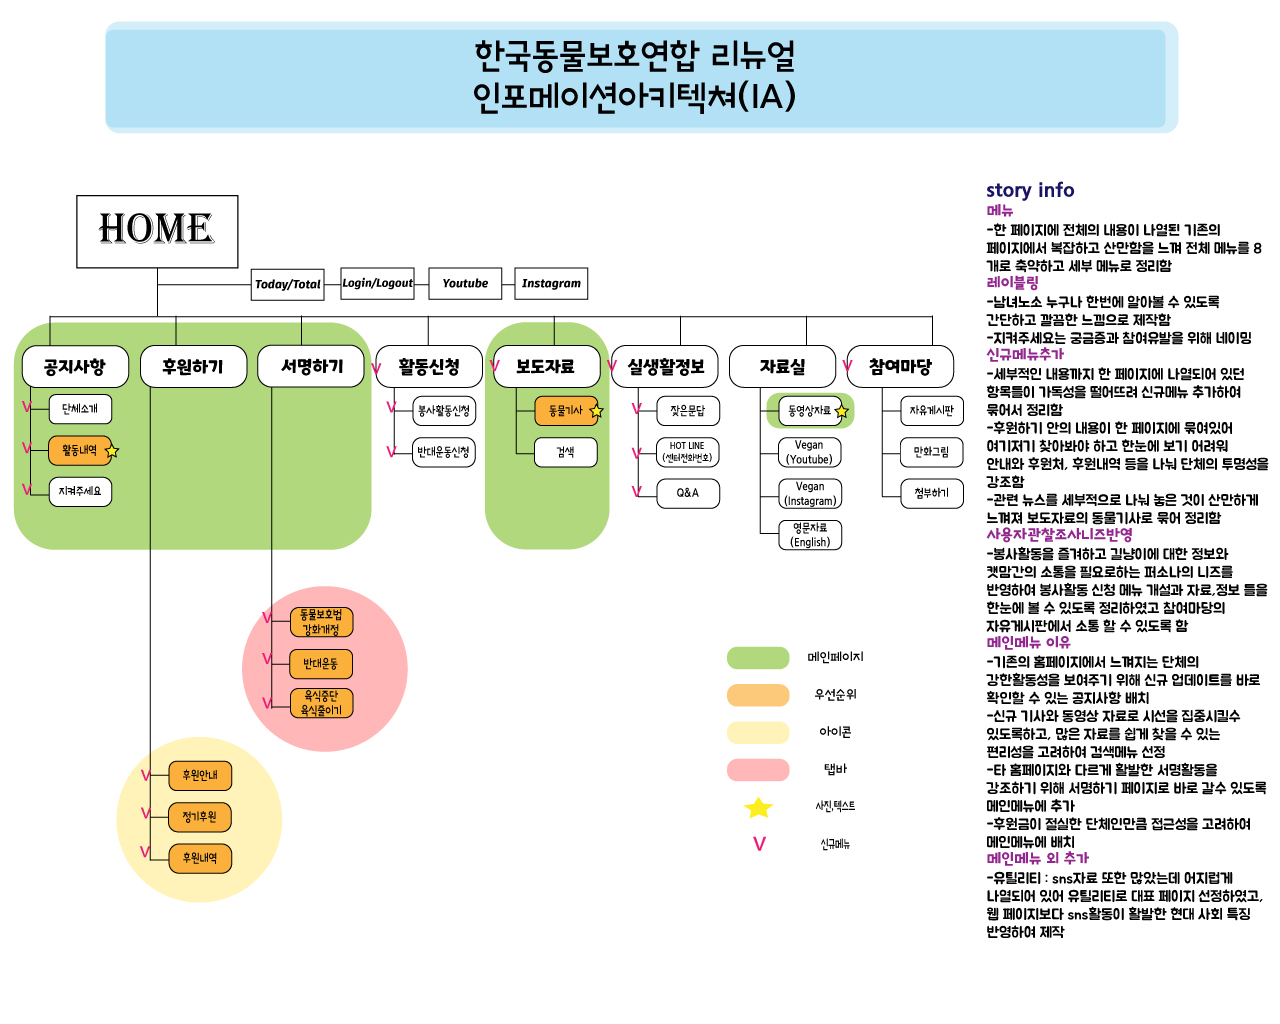 한국동물보호연합 리뉴얼
인포메이션아키텍쳐(IA)
HOME
Today/Total
Login/Logout
Youtube
Instagram
공지사항
후원하기
서명하기
V 활동신청
V 보도자료
V 실생활정보
자료실
V 참여마당
V 단체소개
V 활동내역
V 지켜주세요
V 봉사활동신청
V 반대운동신청
동물기사
검색
V 잦은문답
V HOT LINE
(센터전화번호)
V Q&A
동영상자료
Vegan
(Youtube)
Vegan
(Instagram)
영문자료
(English)
자유게시판
만화그림
첨부하기
V 동물보호법
강화개정
V 반대운동
V 육식중단
육식줄이기
V 후원안내
V 정기후원
V 후원내역
메인페이지
우선순위
아이콘
탭바
사진,텍스트
V 신규메뉴
story info
메뉴
-한 페이지에 전체의 내용이 나열된 기존의
페이지에서 복잡하고 산만함을 느껴 전체 메뉴를 8
개로 축약하고 세부 메뉴로 정리함
레이블링
-남녀노소 누구나 한번에 알아볼 수 있도록
간단하고 깔끔한 느낌으로 제작함
-지켜주세요는 궁금증과 참여유발을 위해 네이밍
신규메뉴추가
-세부적인 내용까지 한 페이지에 나열되어 있던
항목들이 가독성을 떨어뜨려 신규메뉴 추가하여
묶어서 정리함
-후원하기 안의 내용이 한 페이지에 묶여있어
여기저기 찾아봐야 하고 한눈에 보기 어려워
안내와 후원처, 후원내역 등을 나눠 단체의 투명성을
강조함
-관련 뉴스를 세부적으로 나눠 놓은 것이 산만하게
느껴져 보도자료의 동물기사로 묶어 정리함
사용자관찰조사니즈반영
-봉사활동을 즐겨하고 길냥이에 대한 정보와
캣맘간의 소통을 필요로하는 퍼소나의 니즈를
반영하여 봉사활동 신청 메뉴 개설과 자료,정보 들을
한눈에 볼 수 있도록 정리하였고 참여마당의
자유게시판에서 소통 할 수 있도록 함
메인메뉴 이유
-기존의 홈페이지에서 느껴지는 단체의
강한활동성을 보여주기 위해 신규 업데이트를 바로
확인할 수 있는 공지사항 배치
-신규 기사와 동영상 자료로 시선을 집중시킬수
있도록하고, 많은 자료를 쉽게 찾을 수 있는
편리성을 고려하여 검색메뉴 선정
-타 홈페이지와 다르게 활발한 서명활동을
강조하기 위해 서명하기 페이지로 바로 갈수 있도록
메인메뉴에 추가
-후원금이 절실한 단체인만큼 접근성을 고려하여
메인메뉴에 배치
메인메뉴 외 추가
-유틸리티 : sns자료 또한 많았는데 어지럽게
나열되어 있어 유틸리티로 대표 페이지 선정하였고,
웹 페이지보다 sns활동이 활발한 현대 사회 특징
반영하여 제작